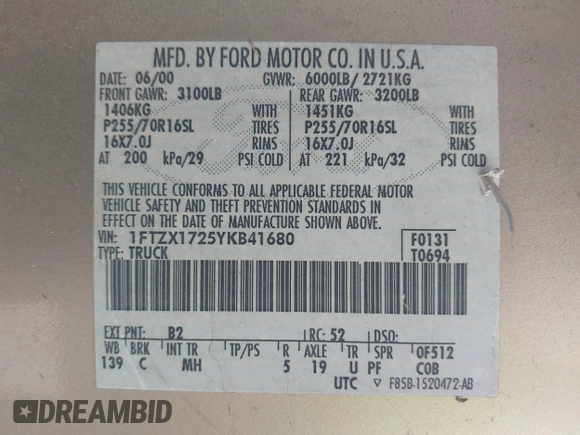 MFD. BY FORD MOTOR CO. IN U.S.A.
DATE: 06/00 GVWR: 6000LB/ 2721KG
FRONT GAWR: 3100LB REAR GAWR: 3200LB
1406KG WITH 1451KG WITH
P255/70R16SL TIRES P255/70R16SL TIRES
16X7.0J RIMS 16X7.0J RIMS
AT 200 kPa/29 PSI COLD AT 221 kPa/32 PSI COLD
THIS VEHICLE CONFORMS TO ALL APPLICABLE FEDERAL MOTOR
VEHICLE SAFETY AND THEFT PREVENTION STANDARDS IN
EFFECT ON THE DATE OF MANUFACTURE SHOWN ABOVE.
VIN: 1FTZX1725YKB41680 F0131
TYPE: TRUCK T0694
EXT PNT: B2 RC: 52 DSO:
WB BRK INT TR TP/PS R AXLE TR SPR 0F512
139 C MH 5 19 U PF COB
UTC ▽ F85B-1520472-AB
DREAMBID